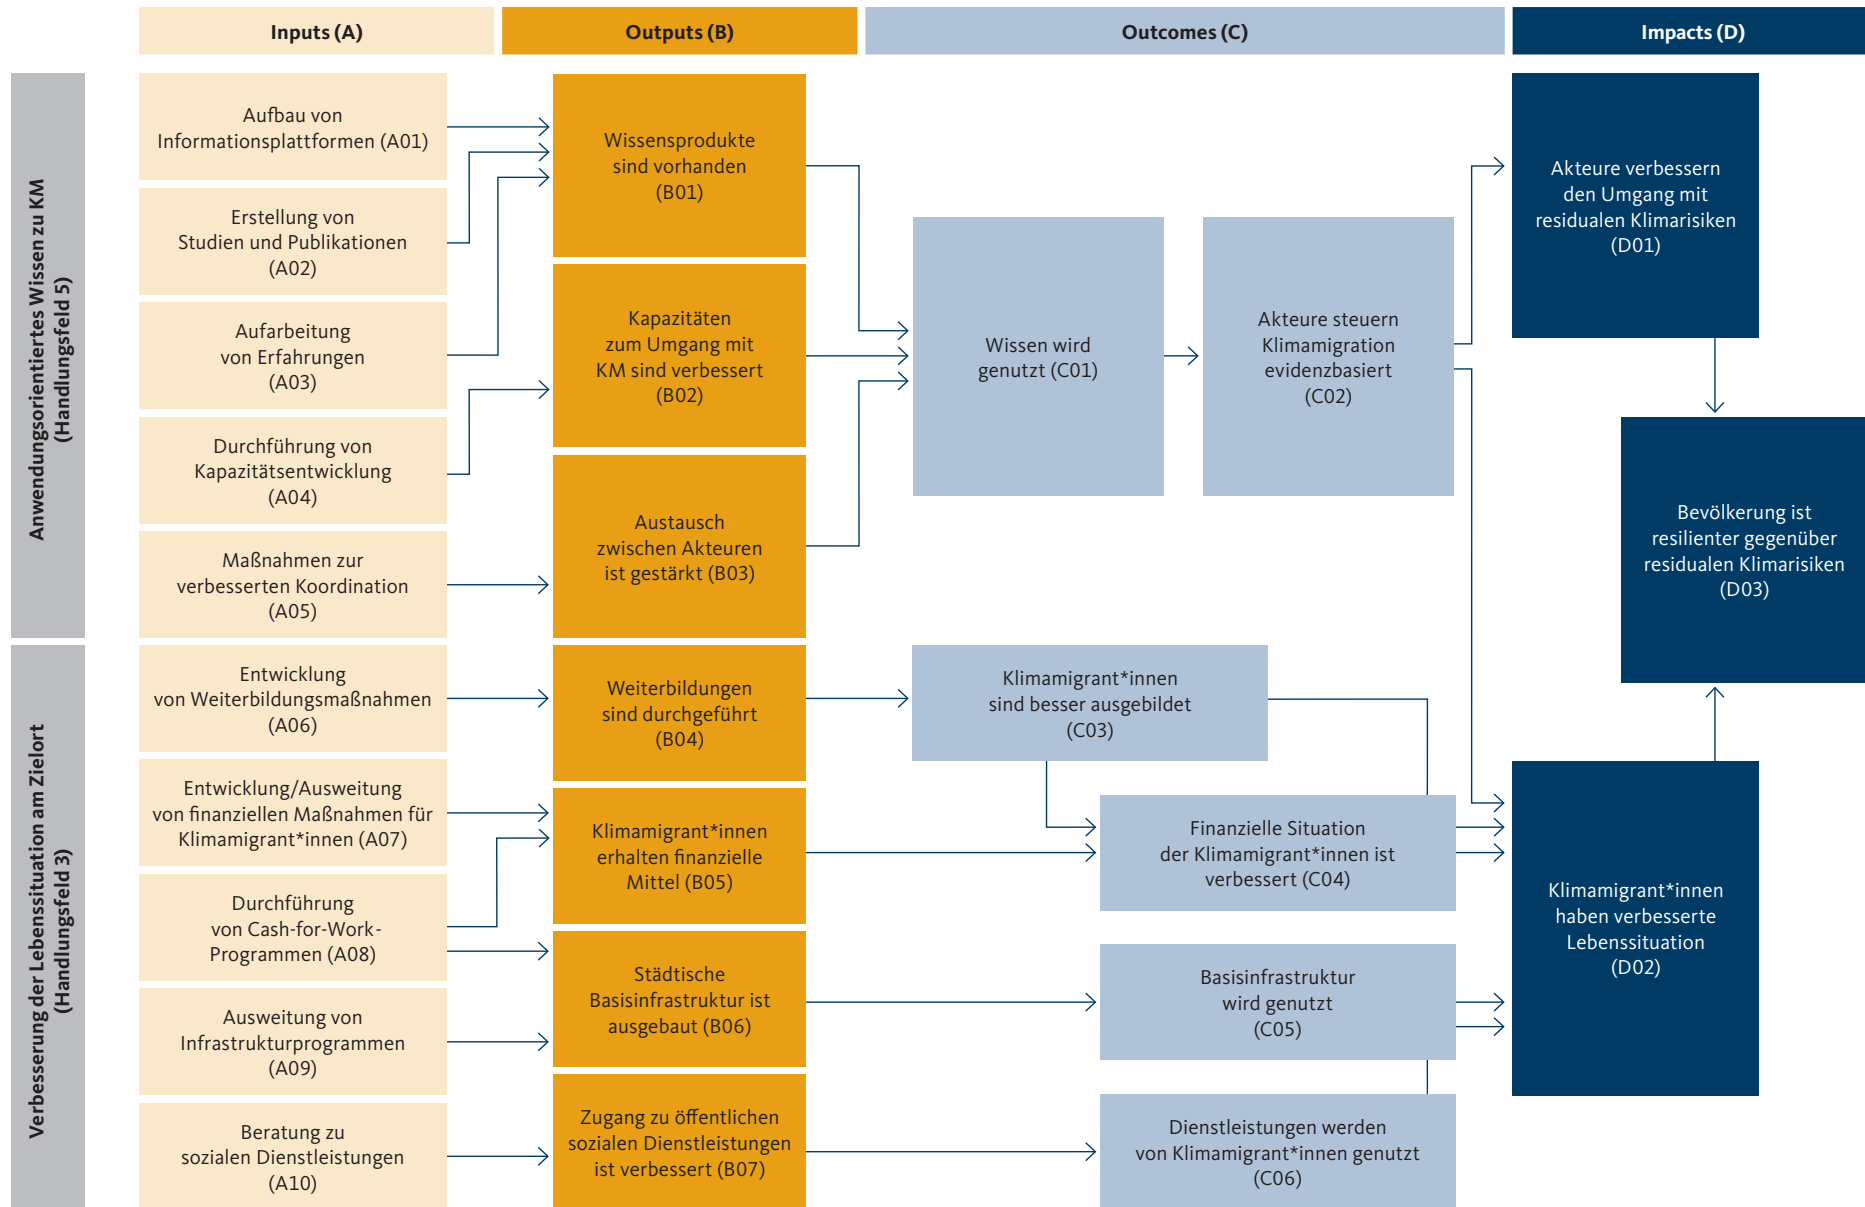 Inputs (A)
Outputs (B)
Outcomes (C)
Impacts (D)
Anwendungsorientiertes Wissen zu KM
(Handlungsfeld 5)
Aufbau von
Informationsplattformen (A01)
Erstellung von
Studien und Publikationen
(A02)
Aufarbeitung
von Erfahrungen
(A03)
Durchführung von
Kapazitätsentwicklung
(A04)
Maßnahmen zur
verbesserten Koordination
(A05)
Wissensprodukte
sind vorhanden
(B01)
Kapazitäten
zum Umgang mit
KM sind verbessert
(B02)
Austausch
zwischen Akteuren
ist gestärkt (B03)
Wissen wird
genutzt (C01)
Akteure steuern
Klimamigration
evidenzbasiert
(C02)
Akteure verbessern
den Umgang mit
residualen Klimarisiken
(D01)
Bevölkerung ist
resilienter gegenüber
residualen Klimarisiken
(D03)
Verbesserung der Lebenssituation am Zielort
(Handlungsfeld 3)
Entwicklung
von Weiterbildungsmaßnahmen
(A06)
Entwicklung/Ausweitung
von finanziellen Maßnahmen für
Klimamigrant*innen (A07)
Durchführung
von Cash-for-Work-
Programmen (A08)
Ausweitung von
Infrastrukturprogrammen
(A09)
Beratung zu
sozialen Dienstleistungen
(A10)
Weiterbildungen
sind durchgeführt
(B04)
Klimamigrant*innen
erhalten finanzielle
Mittel (B05)
Städtische
Basisinfrastruktur ist
ausgebaut (B06)
Zugang zu öffentlichen
sozialen Dienstleistungen
ist verbessert (B07)
Klimamigrant*innen
sind besser ausgebildet
(C03)
Finanzielle Situation
der Klimamigrant*innen ist
verbessert (C04)
Basisinfrastruktur
wird genutzt
(C05)
Dienstleistungen werden
von Klimamigrant*innen genutzt
(C06)
Klimamigrant*innen
haben verbesserte
Lebenssituation
(D02)